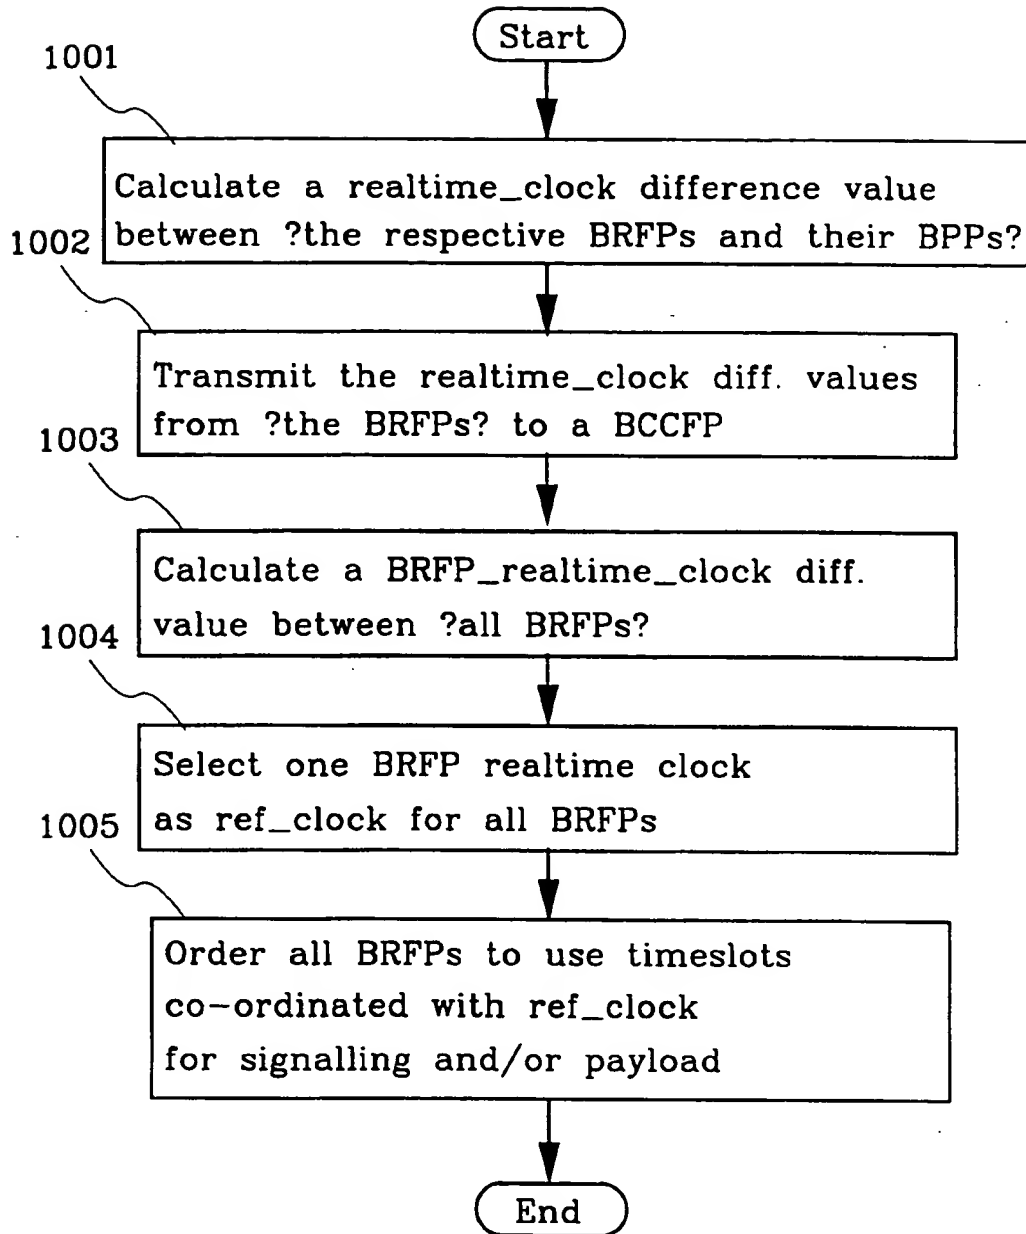 Start
1001
Calculate a realtime_clock difference value
between ?the respective BRFPs and their BPPs?
1002
Transmit the realtime_clock diff. values
from ?the BRFPs? to a BCCFP
1003
Calculate a BRFP_realtime_clock diff.
value between ?all BRFPs?
1004
Select one BRFP realtime clock
as ref_clock for all BRFPs
1005
Order all BRFPs to use timeslots
co-ordinated with ref_clock
for signalling and/or payload
End